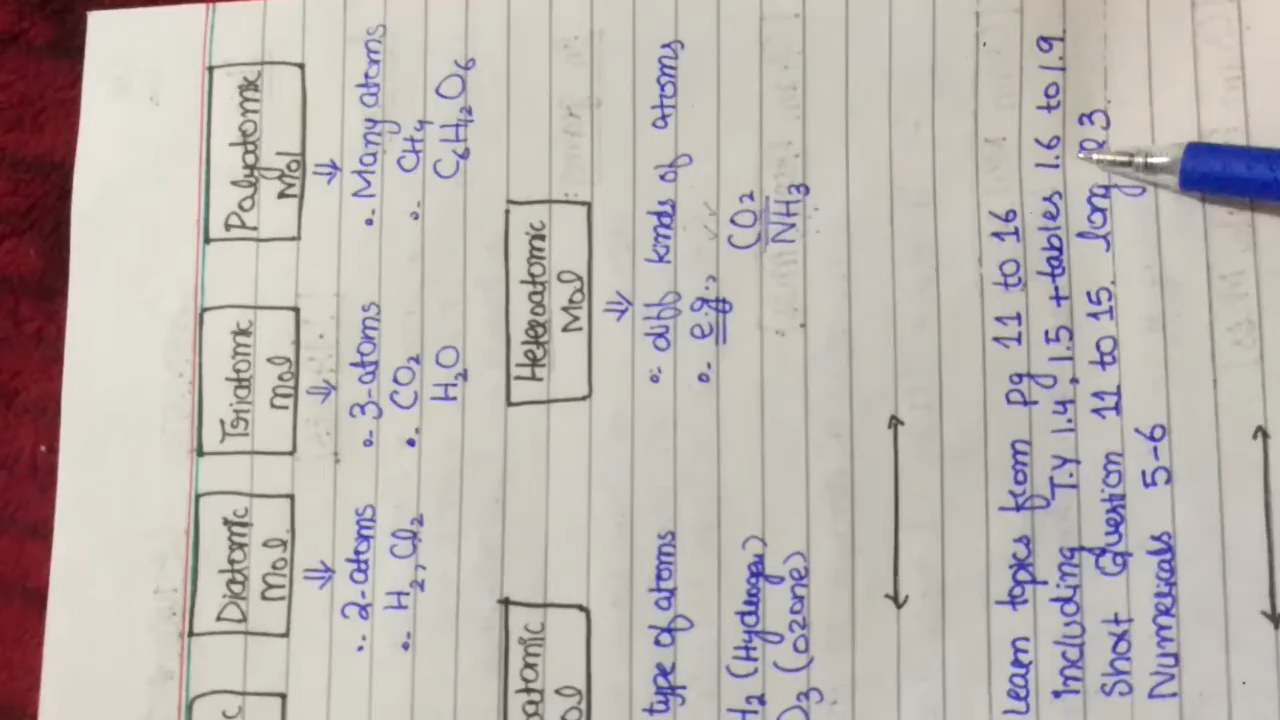 Diatomic
Mol.
⇓
∴ 2-atoms
∘ H2, Cl2
Triatomic
Mol
⇓
∘ 3-atoms
∘ CO2
H2O
Polyatomic
Mol
⇓
∘ Many atoms
∘ CH4
C6H12O6
atomic
Mol
type of atoms
H2 (Hydrogen)
O3 (Ozone)
Heteroatomic
Mol
⇓
∘ diff kinds of atoms
∘ e.g.,
CO2
NH3
Learn topics from Pg 11 to 16
Including T.Y 1.4, 1.5 + tables 1.6 to 1.9
Short Question 11 to 15. long 23.
Numericals 5-6